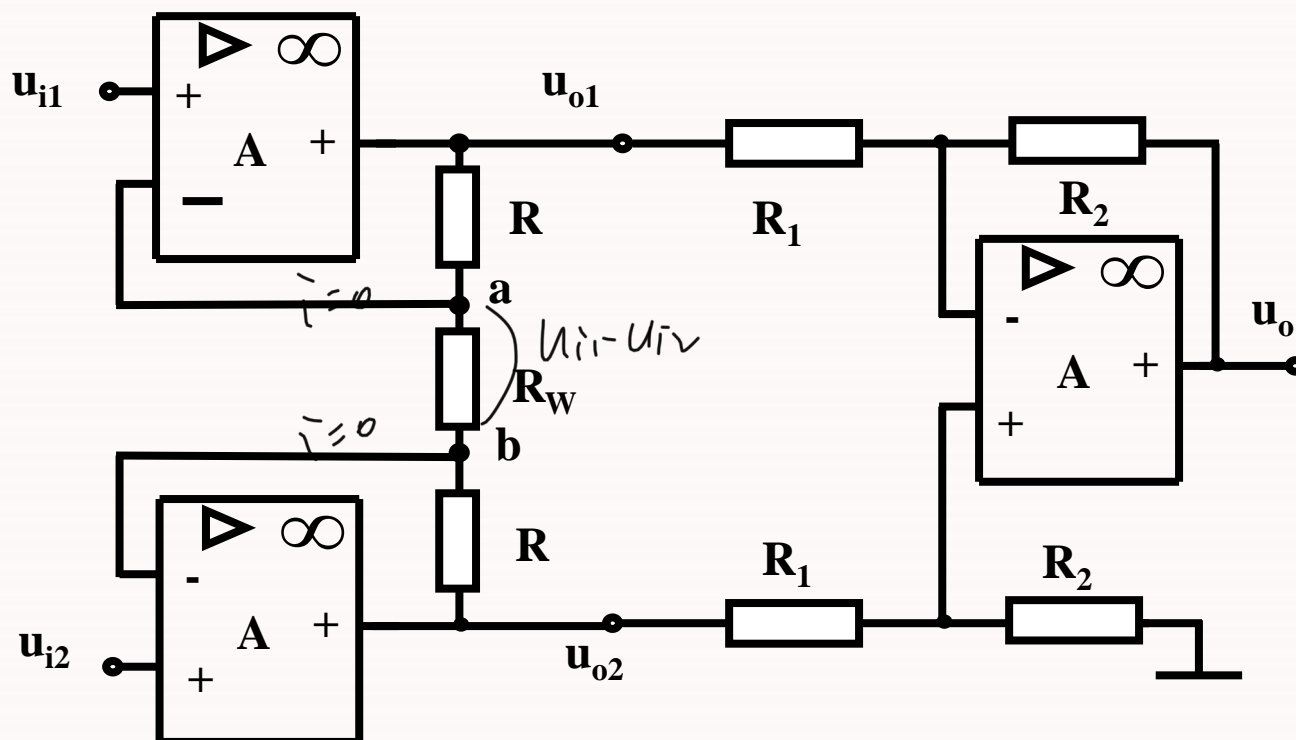 ▷ ∞
u_i1
+
A
+
−
u_o1
R
R_1
R_2
i=0
a
u_i1-u_i2
R_W
▷ ∞
-
A
+
+
u_o
i=0
b
▷ ∞
-
A
+
+
u_i2
R
u_o2
R_1
R_2